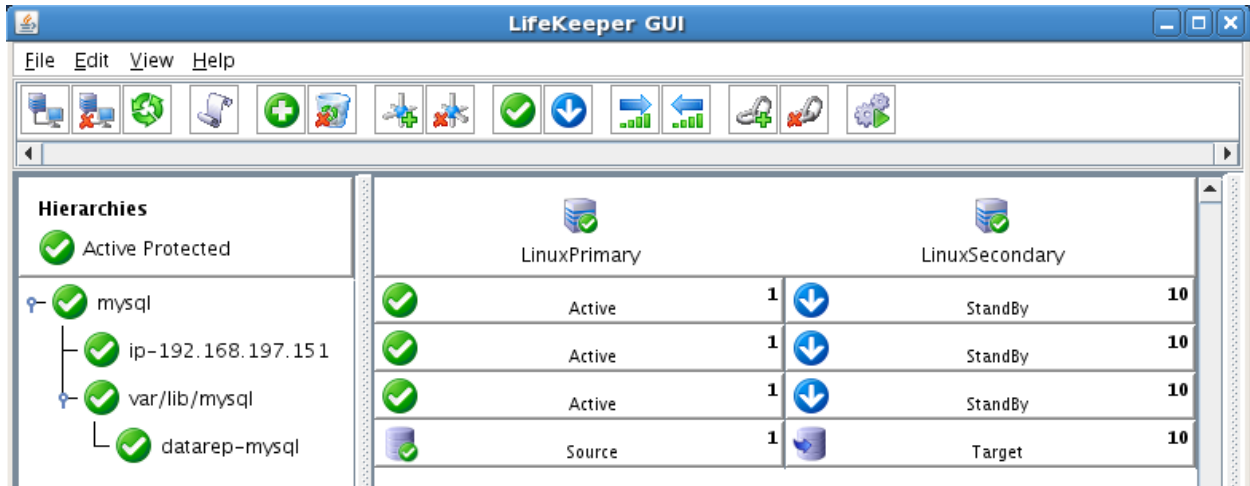 LifeKeeper GUI
File Edit View Help
Hierarchies
Active Protected
LinuxPrimary LinuxSecondary
mysql Active 1 StandBy 10
ip-192.168.197.151 Active 1 StandBy 10
var/lib/mysql Active 1 StandBy 10
datarep-mysql Source 1 Target 10